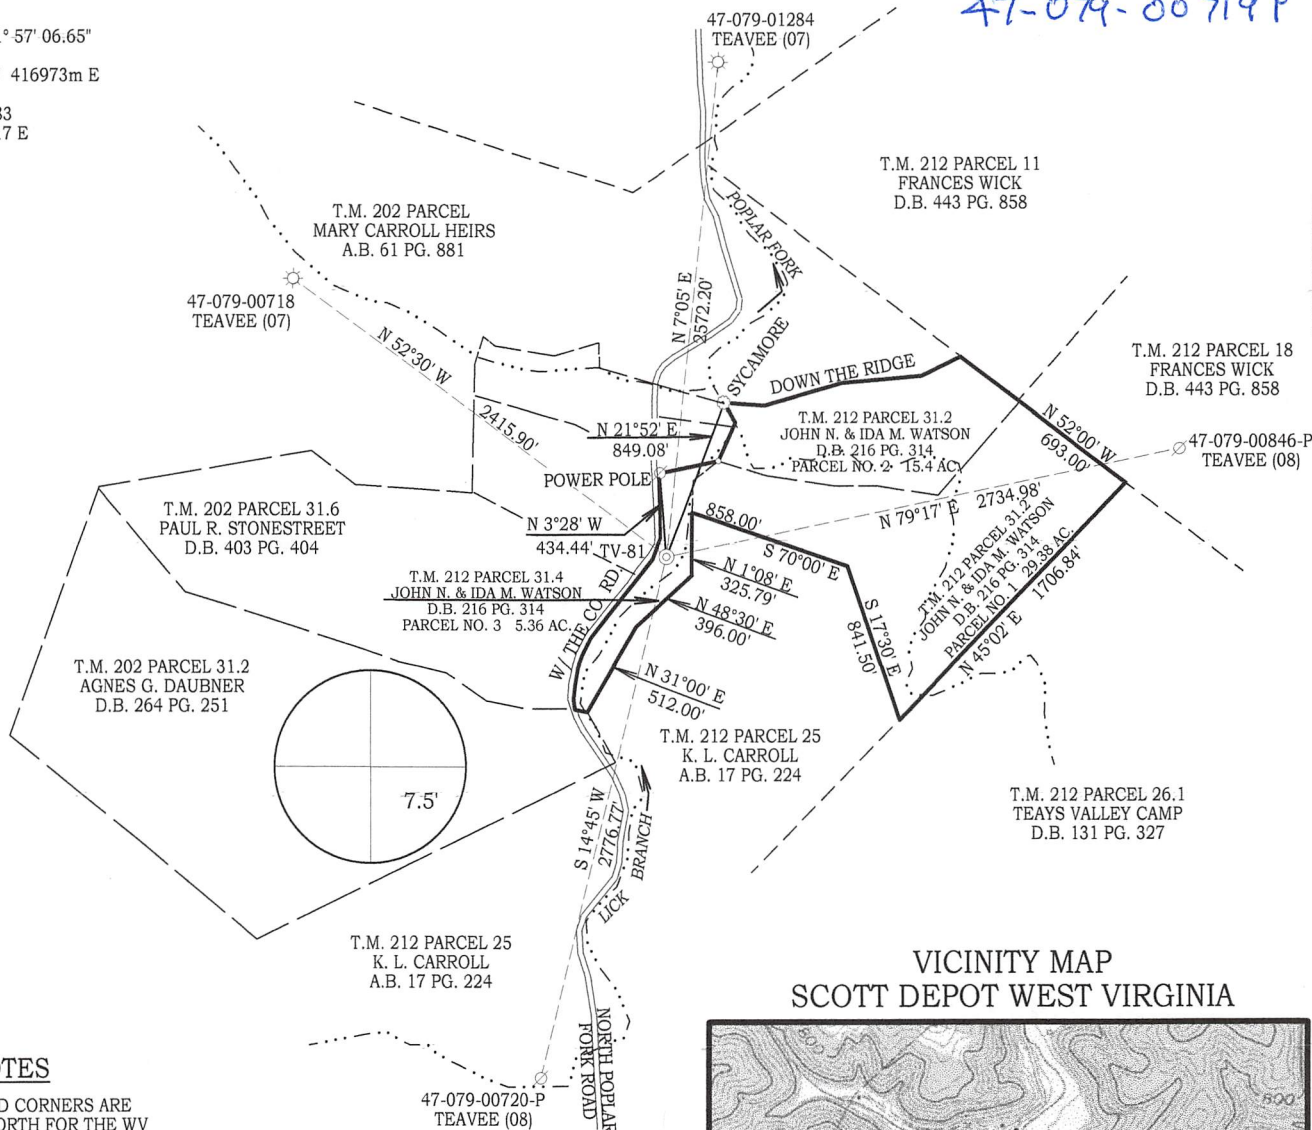 47-079-00719P
° 57' 06.65"
416973m E
33
7 E
47-079-01284
TEAVEE (07)
T.M. 212 PARCEL 11
FRANCES WICK
D.B. 443 PG. 858
T.M. 202 PARCEL
MARY CARROLL HEIRS
A.B. 61 PG. 881
POPLAR FORK
47-079-00718
TEAVEE (07)
N 52°30' W
2415.90'
N 7°05' E
2572.20'
SYCAMORE
DOWN THE RIDGE
T.M. 212 PARCEL 18
FRANCES WICK
D.B. 443 PG. 858
N 52°00' W
693.00'
T.M. 212 PARCEL 31.2
JOHN N. & IDA M. WATSON
D.B. 216 PG. 314
PARCEL NO. 2 15.4 AC.
N 21°52' E
849.08'
POWER POLE
47-079-00846-P
TEAVEE (08)
N 79°17' E 2734.98'
T.M. 202 PARCEL 31.6
PAUL R. STONESTREET
D.B. 403 PG. 404
N 3°28' W
434.44'
TV-81
858.00'
S 70°00' E
N 1°08' E
325.79'
T.M. 212 PARCEL 31.2
JOHN N. & IDA M. WATSON
D.B. 216 PG. 314
PARCEL NO. 1 29.38 AC.
N 45°02' E 1706.84'
T.M. 212 PARCEL 31.4
JOHN N. & IDA M. WATSON
D.B. 216 PG. 314
PARCEL NO. 3 5.36 AC.
N 48°30' E
396.00'
S 17°30' E
841.50'
W/ THE CO. RD.
N 31°00' E
512.00'
T.M. 202 PARCEL 31.2
AGNES G. DAUBNER
D.B. 264 PG. 251
T.M. 212 PARCEL 25
K. L. CARROLL
A.B. 17 PG. 224
7.5'
T.M. 212 PARCEL 26.1
TEAYS VALLEY CAMP
D.B. 131 PG. 327
S 14°45' W
2776.77'
LICK BRANCH
T.M. 212 PARCEL 25
K. L. CARROLL
A.B. 17 PG. 224
VICINITY MAP
SCOTT DEPOT WEST VIRGINIA
NORTH POPLAR
FORK ROAD
OTES
D CORNERS ARE
ORTH FOR THE WV
47-079-00720-P
TEAVEE (08)
800
800